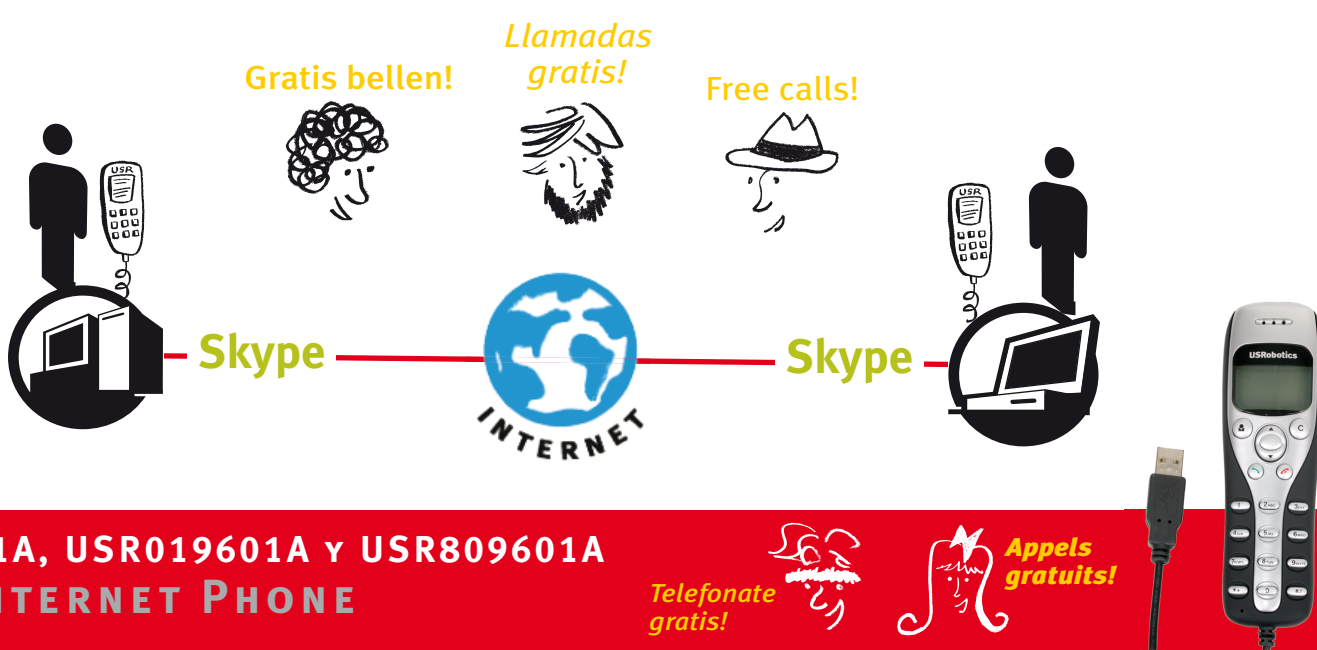 Llamadas
gratis!
Gratis bellen!
Free calls!
USR
USR
Skype
Skype
INTERNET
USRobotics
C
1A, USR019601A Y USR809601A
TERNET PHONE
Telefonate
gratis!
Appels
gratuits!